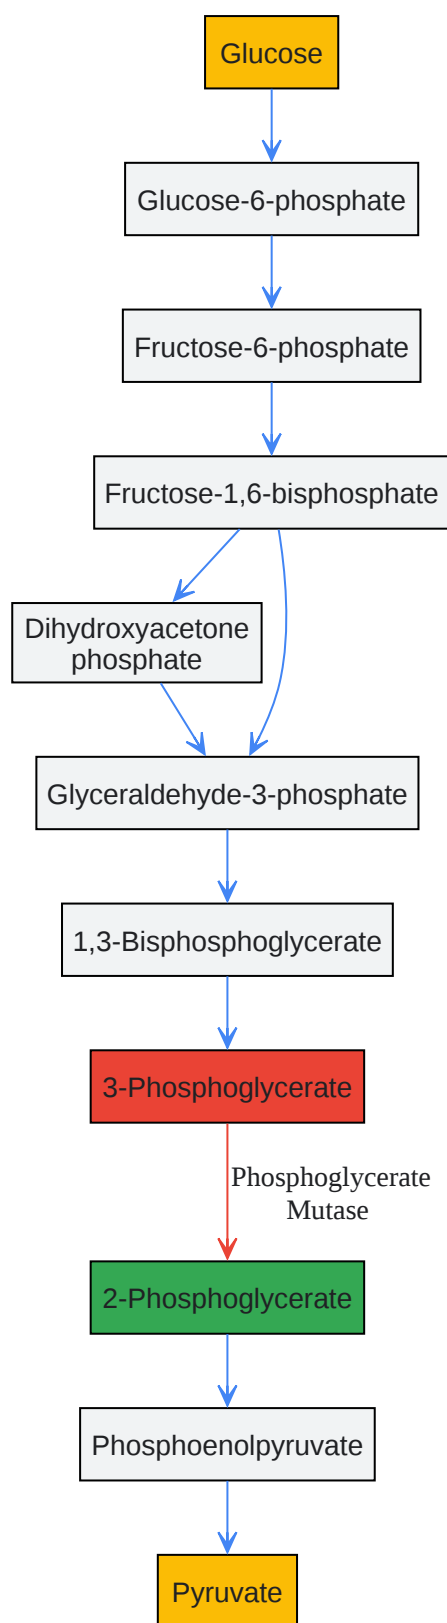 Glucose
Glucose-6-phosphate
Fructose-6-phosphate
Fructose-1,6-bisphosphate
Dihydroxyacetone
phosphate
Glyceraldehyde-3-phosphate
1,3-Bisphosphoglycerate
3-Phosphoglycerate
Phosphoglycerate
Mutase
2-Phosphoglycerate
Phosphoenolpyruvate
Pyruvate